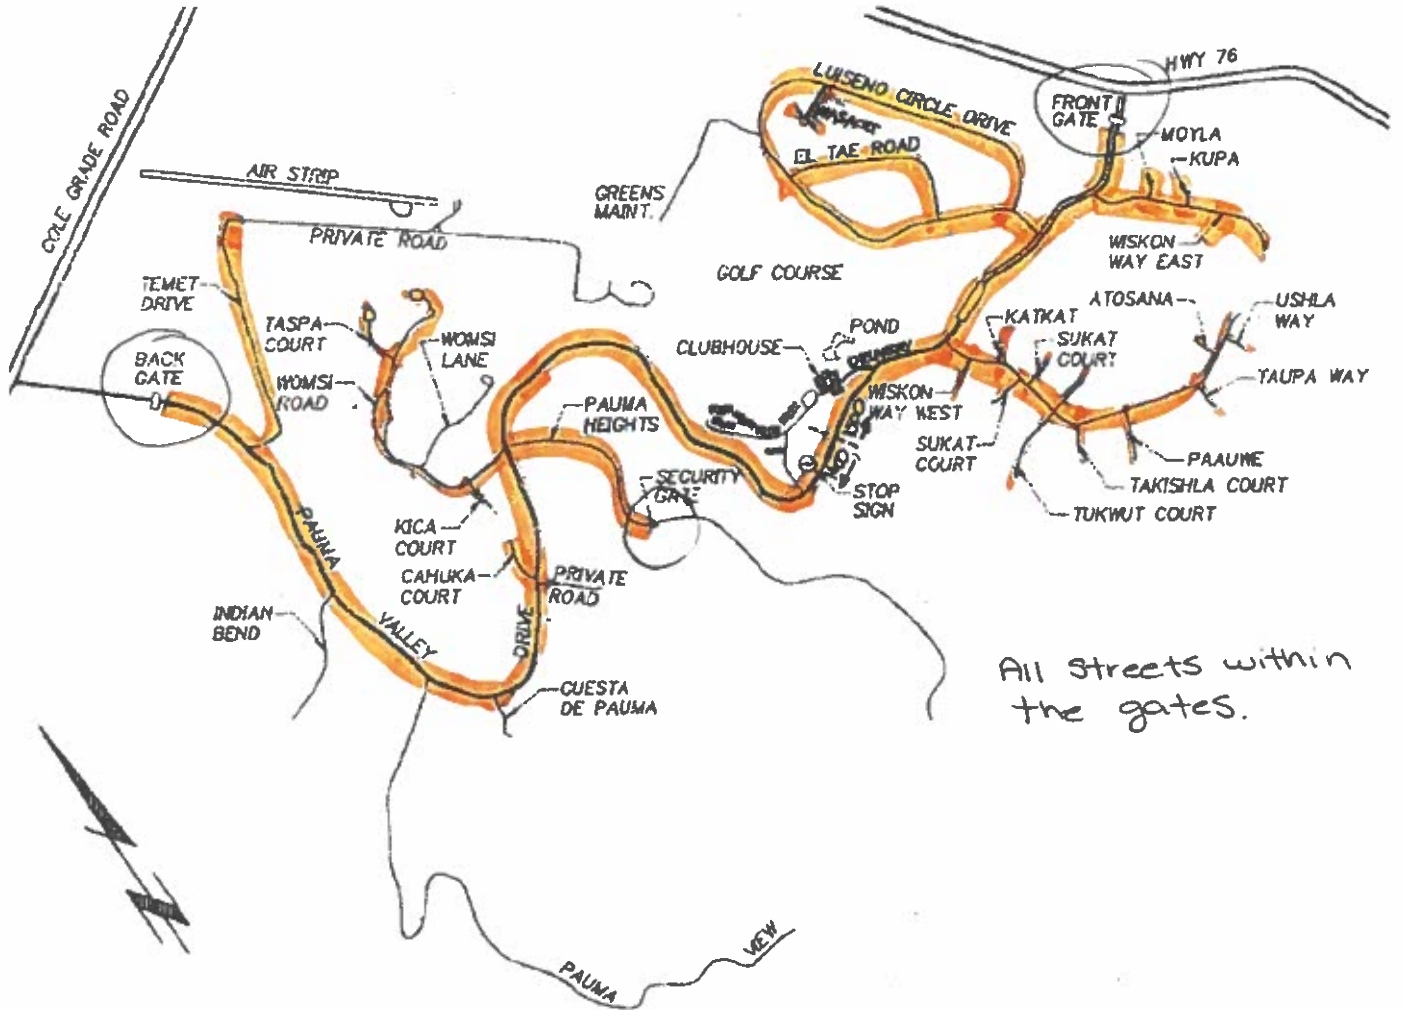 HWY 76
COLE GRADE ROAD
LUISENO CIRCLE DRIVE
FRONT
GATE
MOYLA
KUPA
EL TAE ROAD
AIR STRIP
GREENS
MAINT.
PRIVATE ROAD
WISKON
WAY EAST
GOLF COURSE
TEMET
DRIVE
ATOSANA
USHLA
WAY
TASPA
COURT
WOMSI
LANE
KATKAT
POND
SUKAT
COURT
CLUBHOUSE
BACK
GATE
WOMSI
ROAD
TAUPA WAY
WISKON
WAY WEST
PAUMA
HEIGHTS
SUKAT
COURT
PAAUWE
SECURITY
GATE
TAKISHLA COURT
STOP
SIGN
TUKWUT COURT
KICA
COURT
PAUMA
VALLEY
DRIVE
CAHUKA
COURT
PRIVATE
ROAD
INDIAN
BEND
CUESTA
DE PAUMA
All streets within
the gates.
PAUMA
VIEW